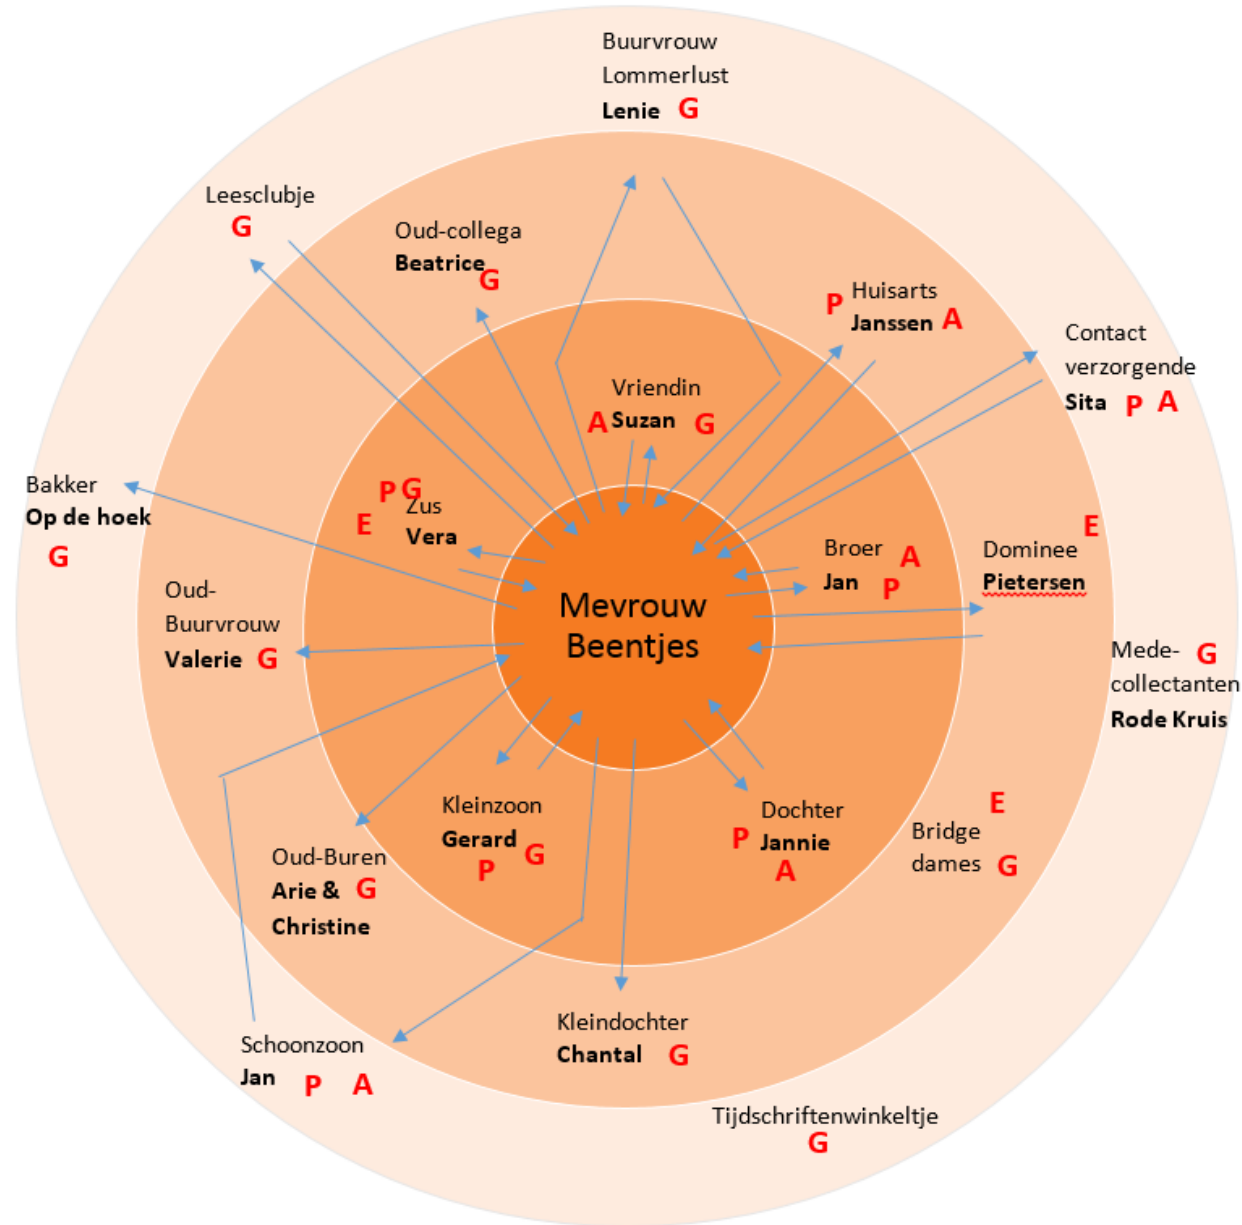 Buurvrouw
Lommerlust
Lenie G
Leesclubje
G
Oud-collega
Beatrice G
P Huisarts
Janssen A
Contact
verzorgende
Sita P A
Vriendin
A Suzan G
Bakker
Op de hoek
G
P G
E Zus
Vera
Broer A
Jan P
E
Dominee
Pietersen
Oud-
Buurvrouw
Valerie G
Mevrouw
Beentjes
Mede- G
collectanten
Rode Kruis
Kleinzoon
Gerard G
P
Dochter
P Jannie
A
E
Bridge
dames G
Oud-Buren
Arie & G
Christine
Schoonzoon
Jan P A
Kleindochter
Chantal G
Tijdschriftenwinkeltje
G